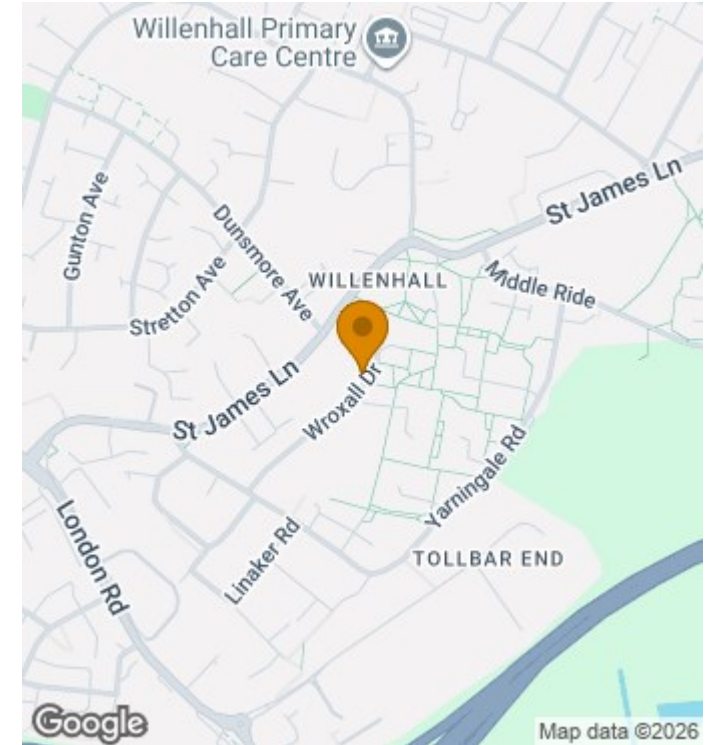 Willenhall Primary
Care Centre
St James Ln
Gunton Ave
Dunsmore Ave
WILLENHALL
Middle Ride
Stretton Ave
St James Ln
Wroxall Dr
Yarningale Rd
London Rd
Linaker Rd
TOLLBAR END
Google
Map data ©2026